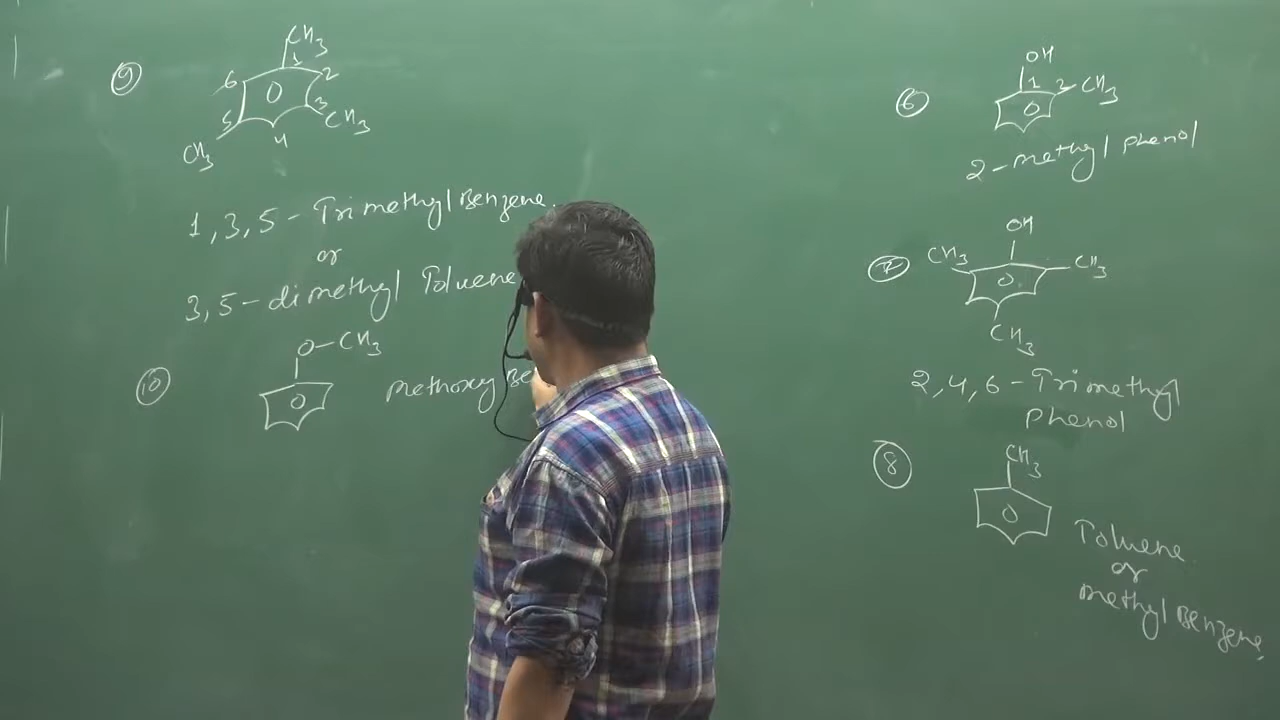 9
CH3
1
2
3
4
5
6
CH3
CH3
1,3,5-Trimethyl Benzene.
or
3,5-dimethyl Toluene
10
O-CH3
O
methoxy Be
6
OH
1
2
CH3
2-methyl phenol
7
OH
CH3
CH3
CH3
2,4,6-Trimethyl
phenol
8
CH3
Toluene
or
methyl Benzene.